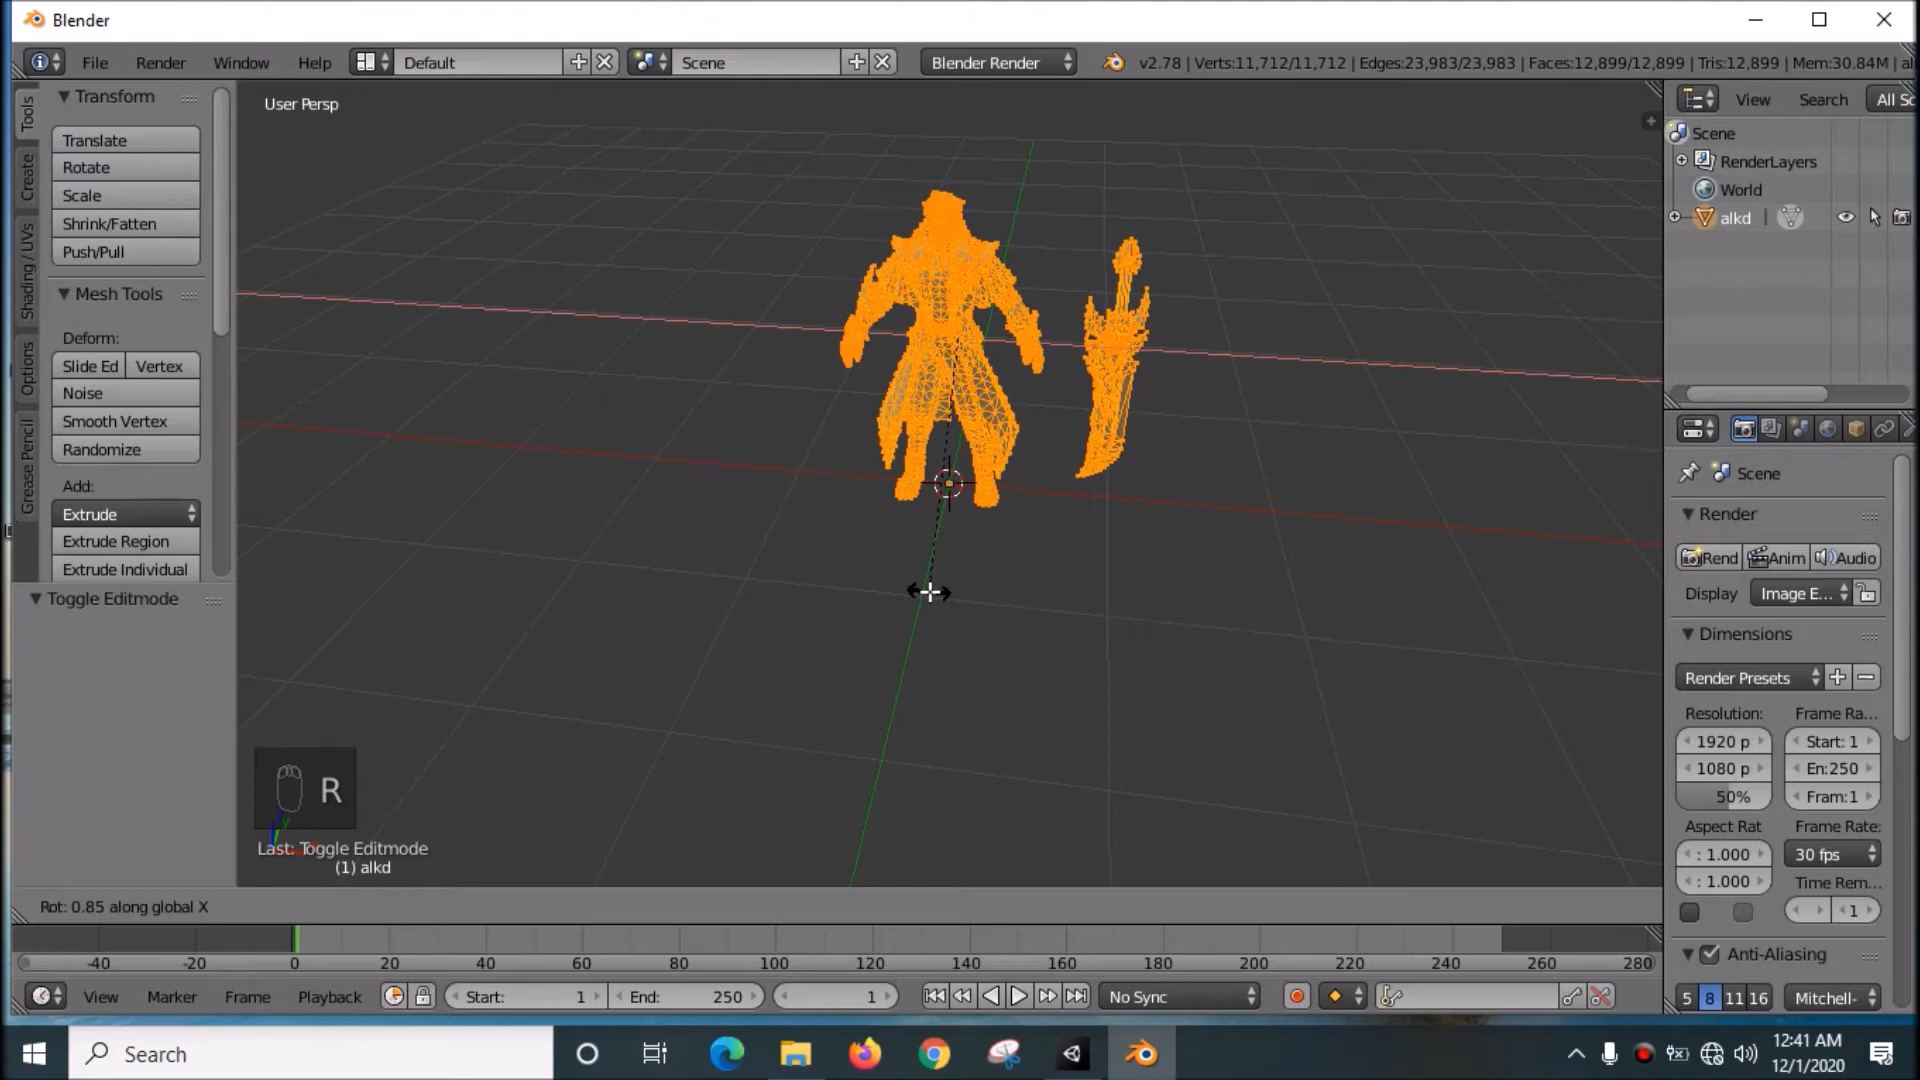 Blender
File Render Window Help Default Scene Blender Render v2.78 | Verts:11,712/11,712 | Edges:23,983/23,983 | Faces:12,899/12,899 | Tris:12,899 | Mem:30.84M | al
Tools
Create
Shading / UVs
Options
Grease Pencil
Transform
Translate
Rotate
Scale
Shrink/Fatten
Push/Pull
Mesh Tools
Deform:
Slide Ed Vertex
Noise
Smooth Vertex
Randomize
Add:
Extrude
Extrude Region
Extrude Individual
Toggle Editmode
User Persp
R
Last: Toggle Editmode
(1) alkd
Rot: 0.85 along global X
View Search All Sc
Scene
RenderLayers
World
alkd
Scene
Render
Rend Anim Audio
Display Image E...
Dimensions
Render Presets
Resolution: Frame Ra...
1920 p Start: 1
1080 p En:250
50% Fram:1
Aspect Rat Frame Rate:
: 1.000 30 fps
: 1.000 Time Rem...
1
Anti-Aliasing
5 8 11 16 Mitchell-
-40 -20 0 20 40 60 80 100 120 140 160 180 200 220 240 260 280
View Marker Frame Playback Start: 1 End: 250 1 No Sync
Search
12:41 AM
12/1/2020